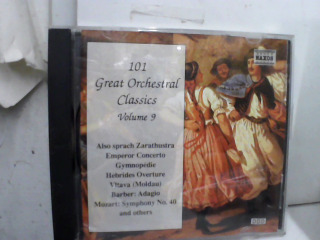 101
Great Orchestral
Classics
Volume 9
Also sprach Zarathustra
Emperor Concerto
Gymnopédie
Hebrides Overture
Vltava (Moldau)
Barber: Adagio
Mozart: Symphony No. 40
and others
NAXOS